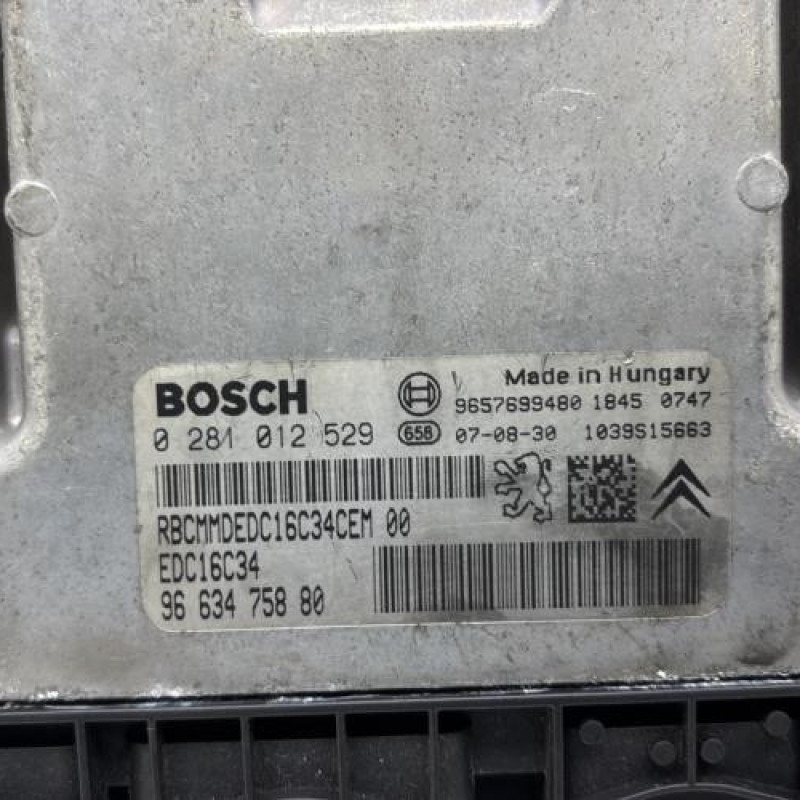 BOSCH
Made in Hungary
9657699480 1845 0747
0 281 012 529 658 07-08-30 1039S15663
RBCMMDEDC16C34CEM 00
EDC16C34
96 634 758 80